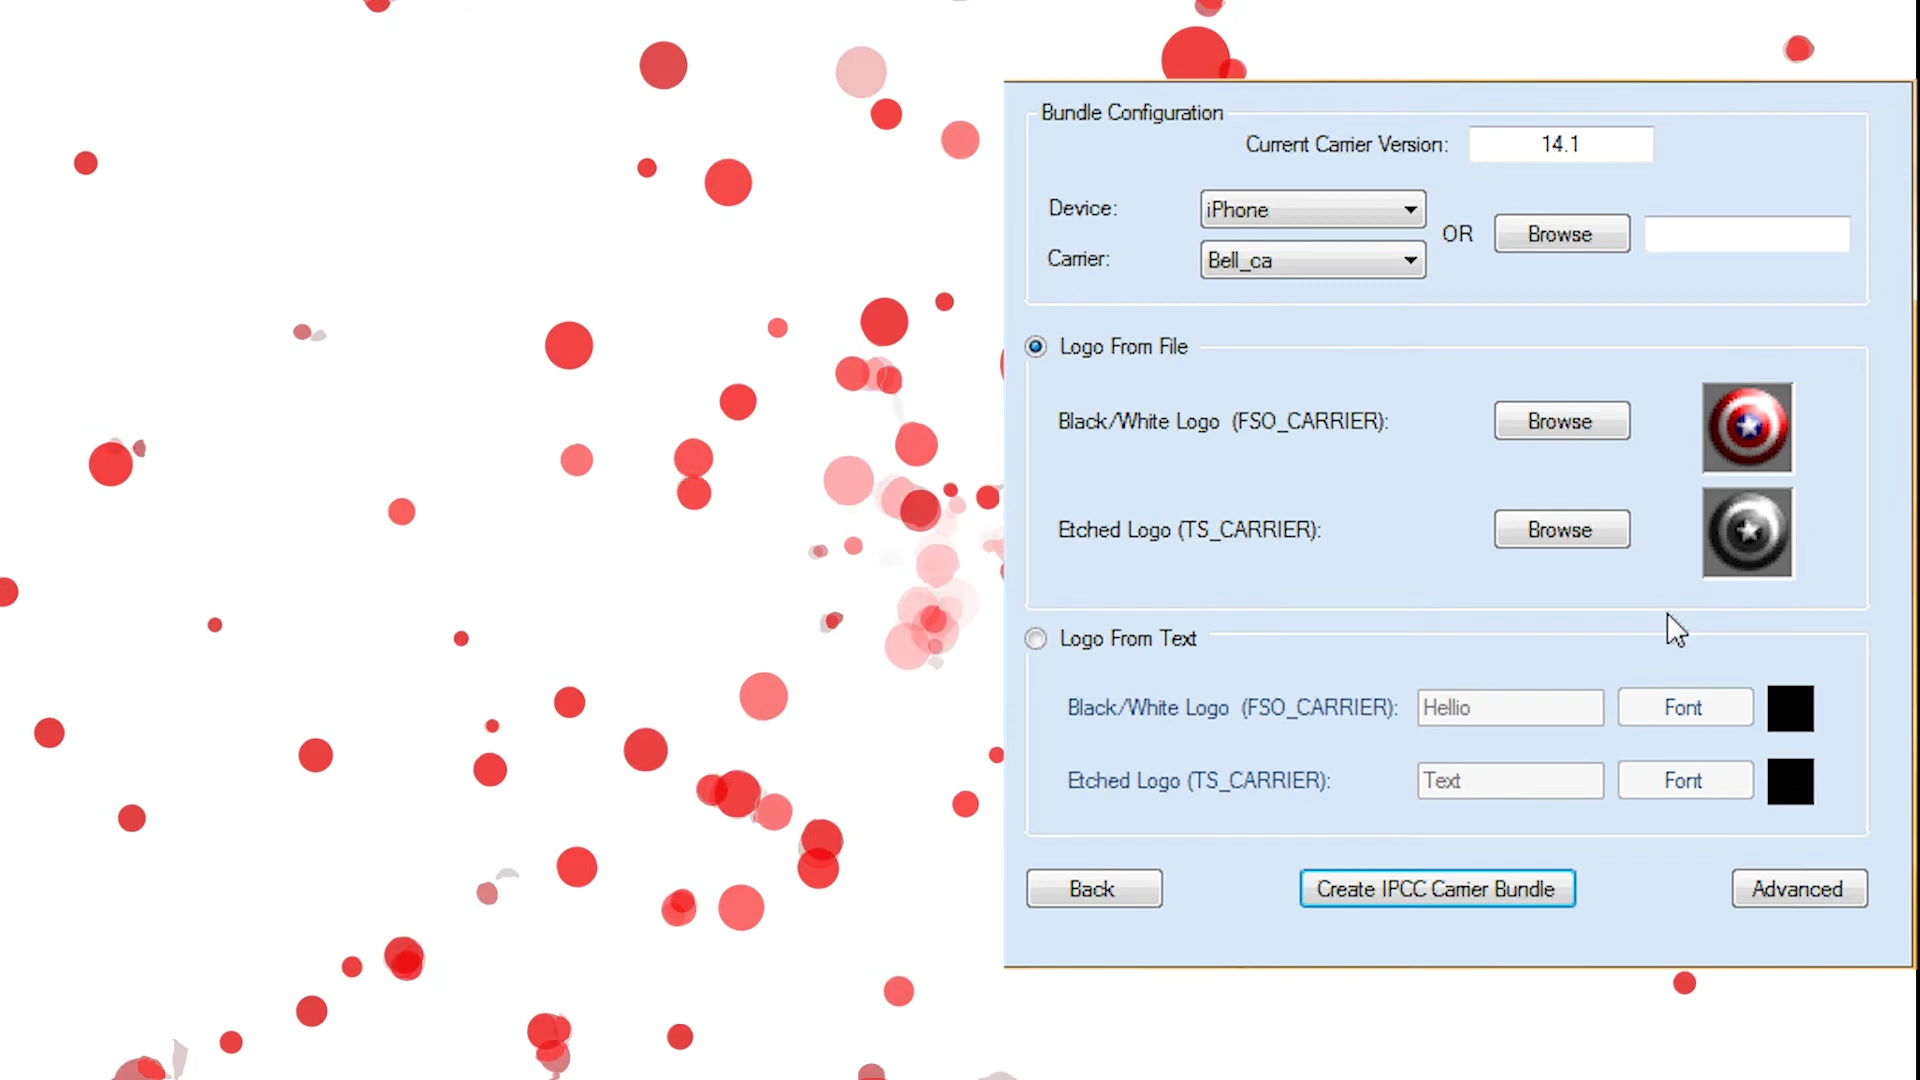 Bundle Configuration
Current Carrier Version: 14.1
Device: iPhone
Carrier: Bell_ca
OR Browse
Logo From File
Black/White Logo (FSO_CARRIER): Browse
Etched Logo (TS_CARRIER): Browse
Logo From Text
Black/White Logo (FSO_CARRIER): Hellio Font
Etched Logo (TS_CARRIER): Text Font
Back Create IPCC Carrier Bundle Advanced